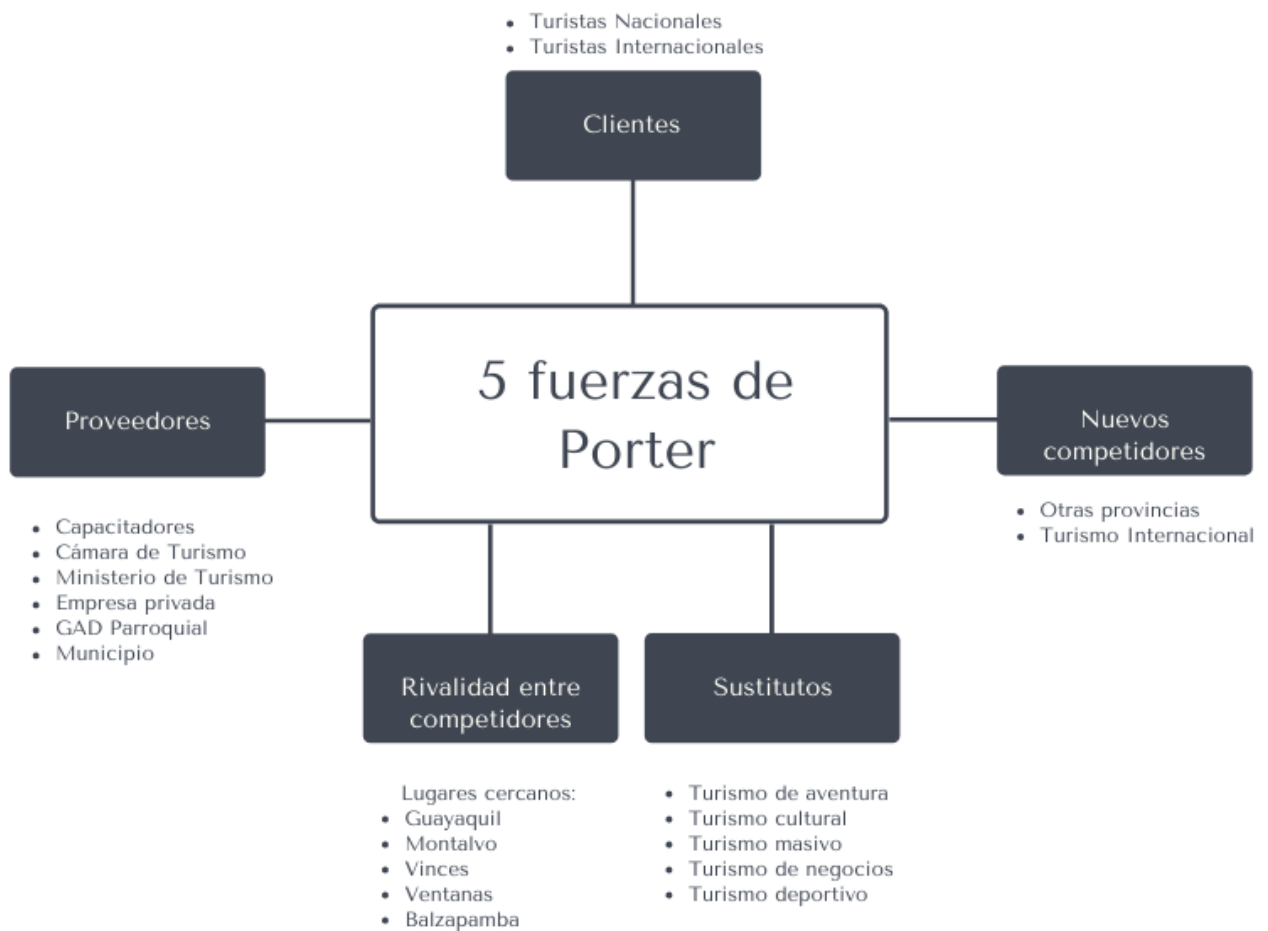 • Turistas Nacionales
• Turistas Internacionales
Clientes
5 fuerzas de
Porter
Proveedores
• Capacitadores
• Cámara de Turismo
• Ministerio de Turismo
• Empresa privada
• GAD Parroquial
• Municipio
Nuevos
competidores
• Otras provincias
• Turismo Internacional
Rivalidad entre
competidores
Lugares cercanos:
• Guayaquil
• Montalvo
• Vinces
• Ventanas
• Balzapamba
Sustitutos
• Turismo de aventura
• Turismo cultural
• Turismo masivo
• Turismo de negocios
• Turismo deportivo